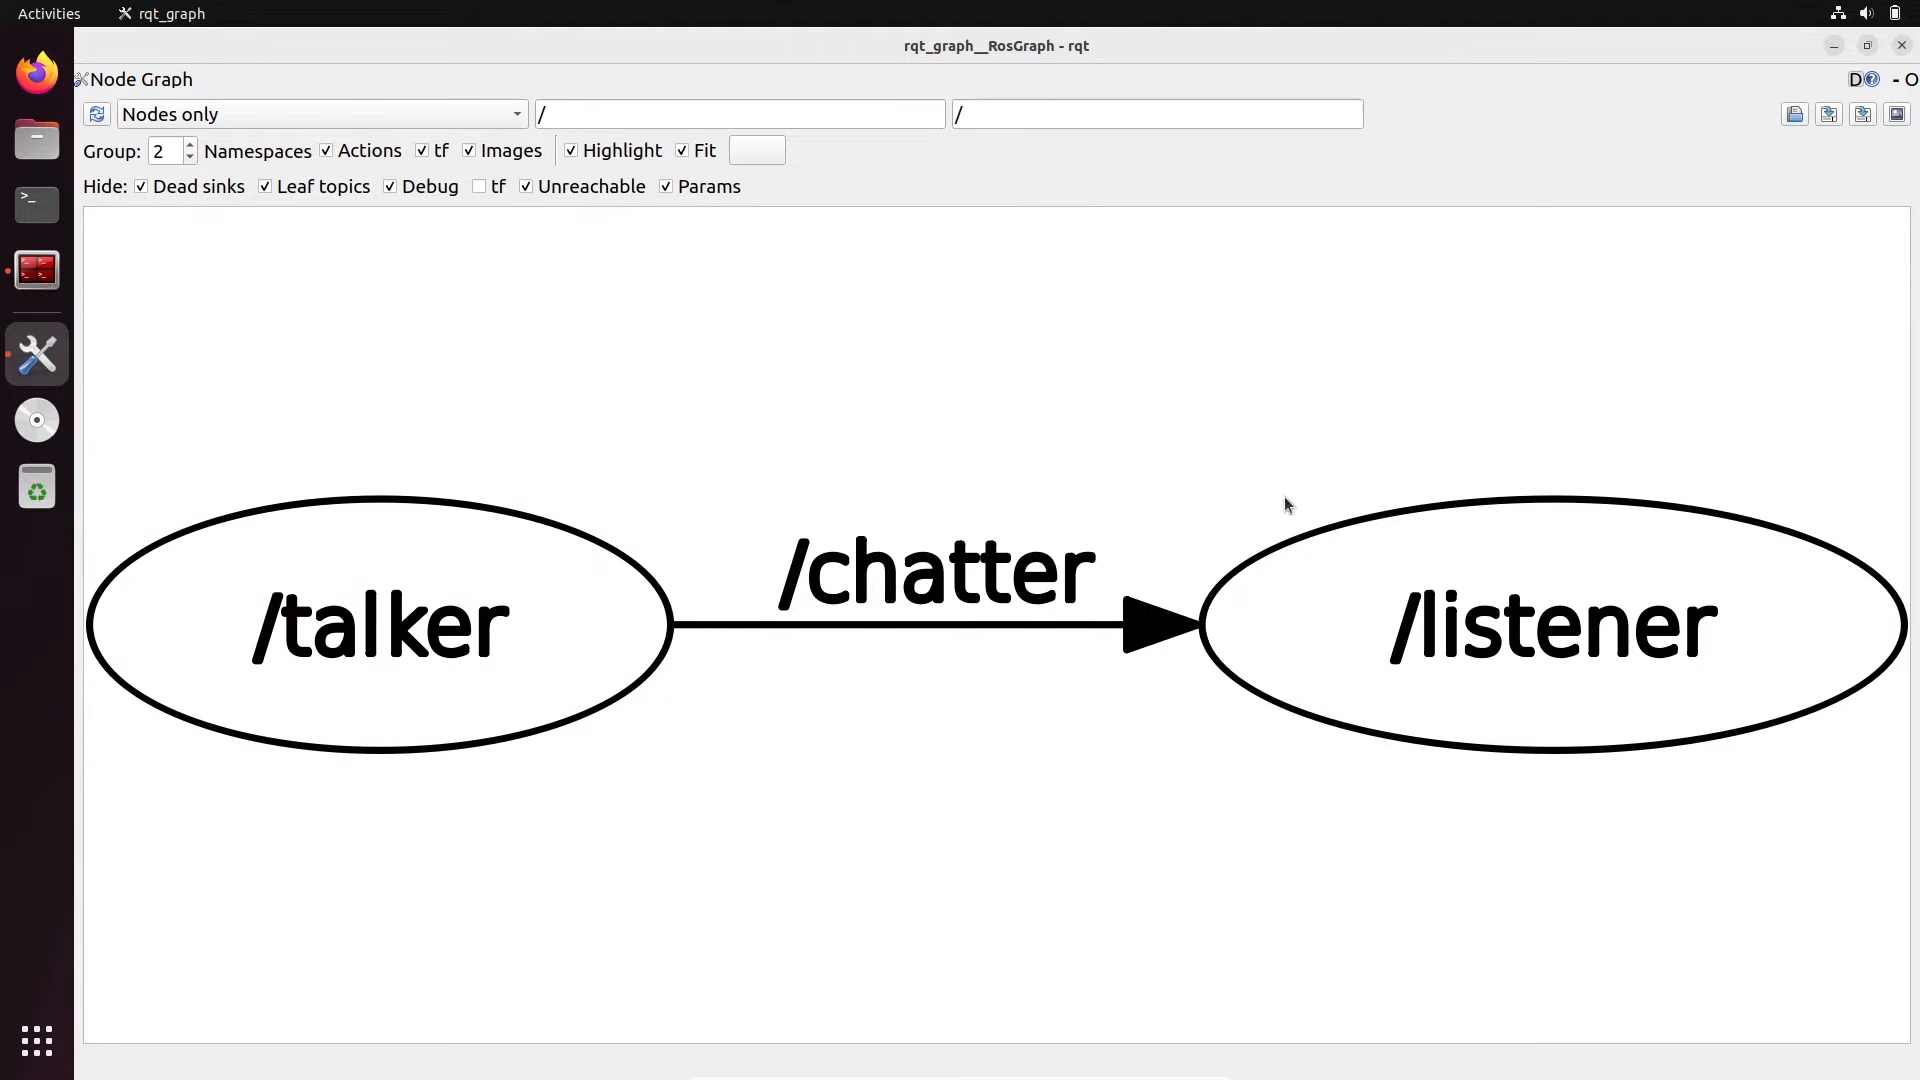 Activities rqt_graph
rqt_graph__RosGraph - rqt
Node Graph D - O
Nodes only / /
Group: 2 Namespaces Actions tf Images Highlight Fit
Hide: Dead sinks Leaf topics Debug tf Unreachable Params
/chatter
/talker /listener